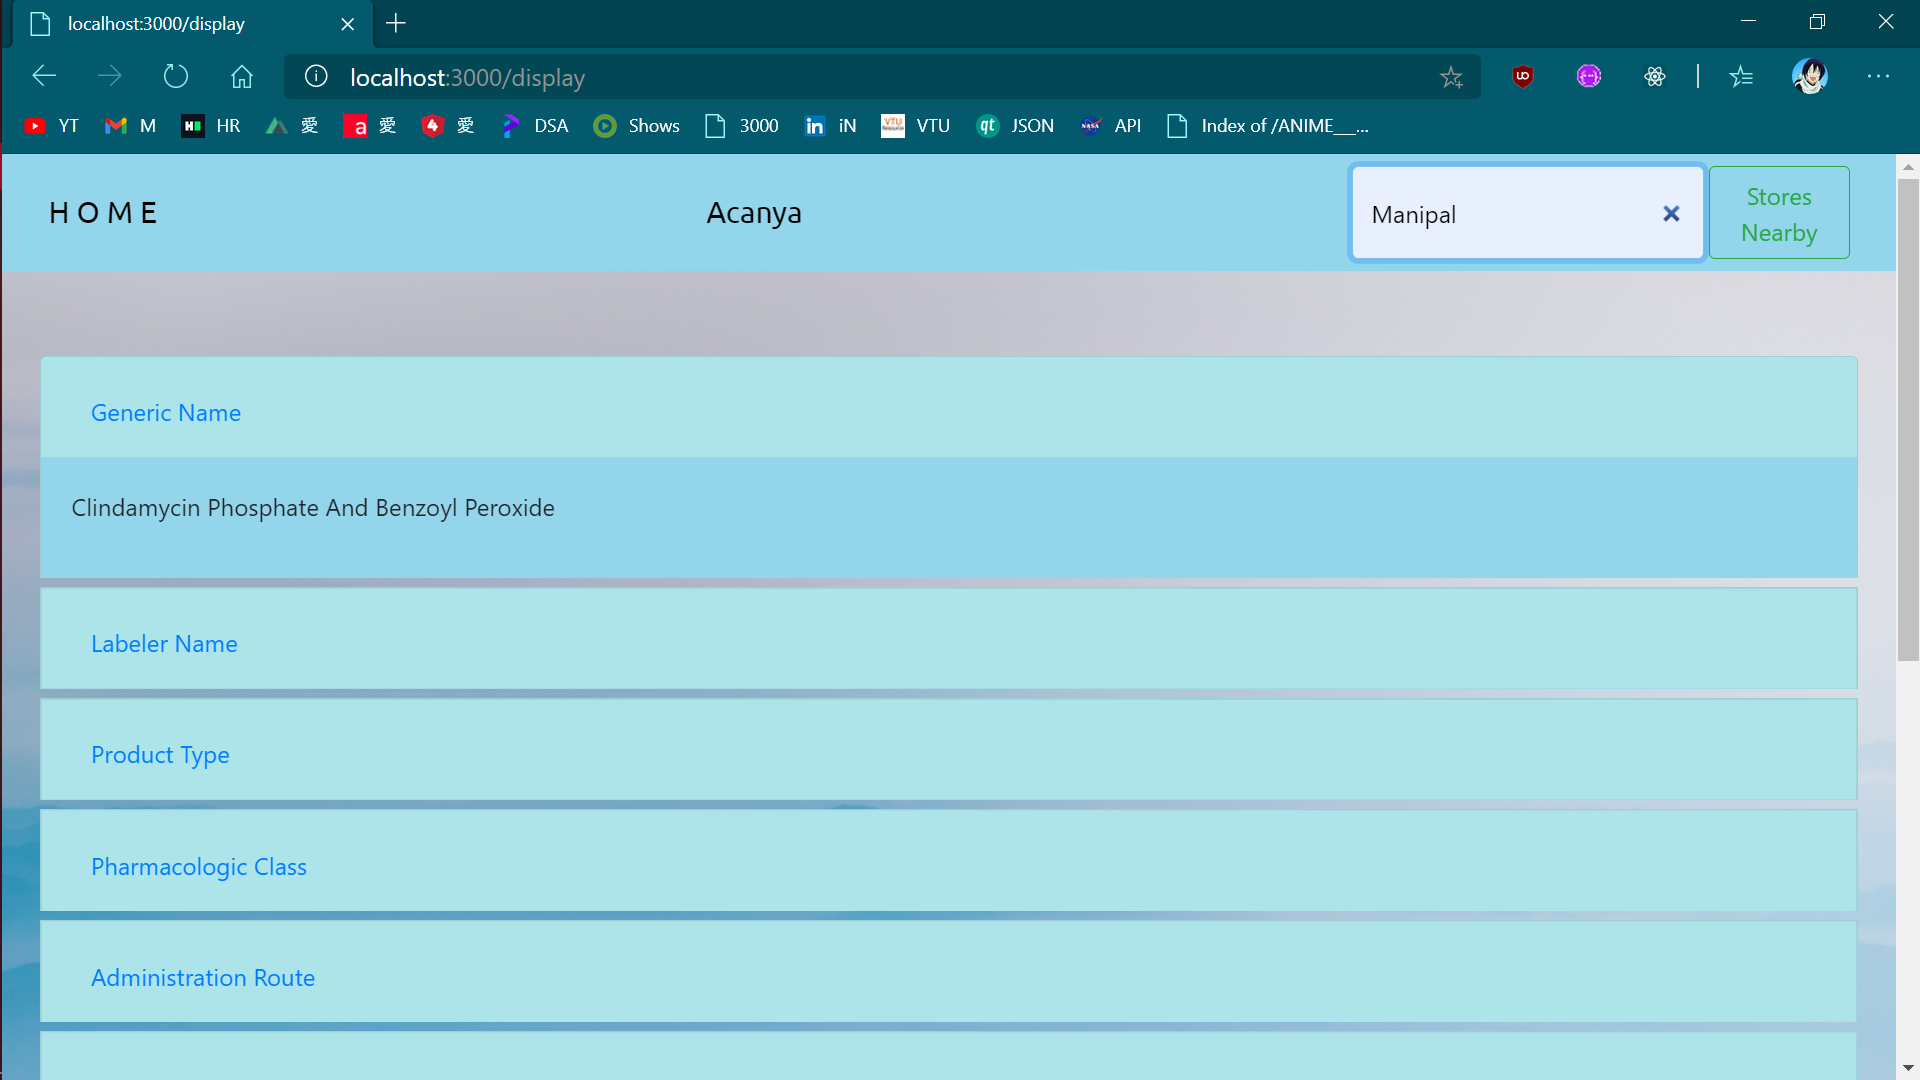 localhost:3000/display
localhost:3000/display
YT M HR 愛 愛 愛 DSA Shows 3000 iN VTU JSON API Index of /ANIME___...
H O M E
Acanya
Manipal
Stores
Nearby
Generic Name
Clindamycin Phosphate And Benzoyl Peroxide
Labeler Name
Product Type
Pharmacologic Class
Administration Route